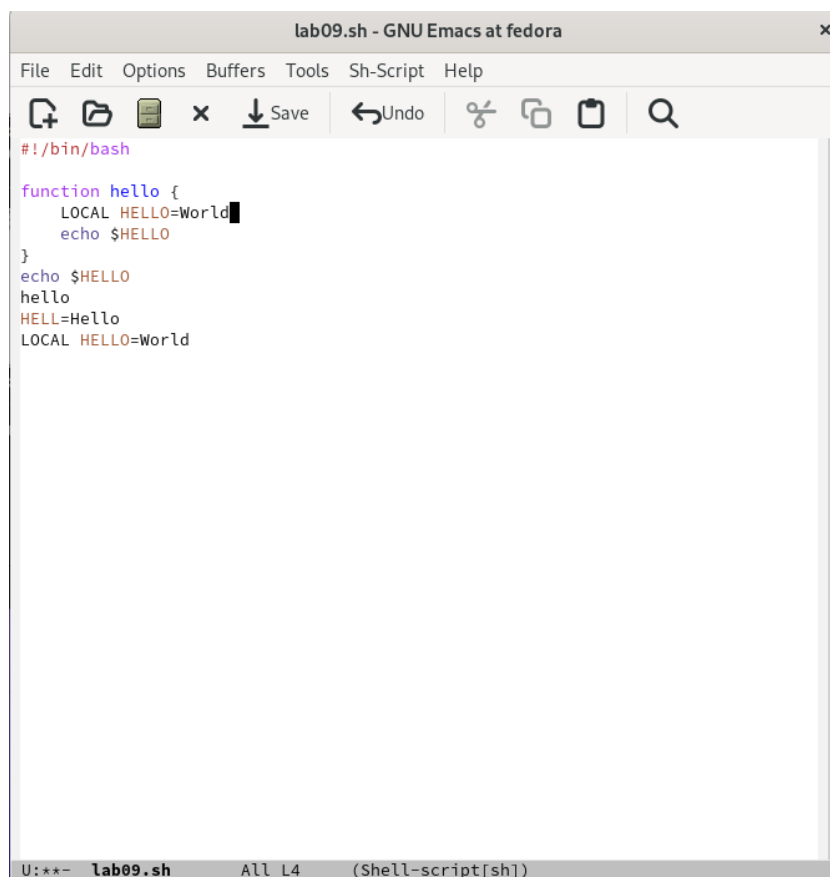 lab09.sh - GNU Emacs at fedora
File Edit Options Buffers Tools Sh-Script Help
Save Undo
#!/bin/bash
function hello {
    LOCAL HELLO=World
    echo $HELLO
}
echo $HELLO
hello
HELL=Hello
LOCAL HELLO=World
U:**- lab09.sh All L4 (Shell-script[sh])